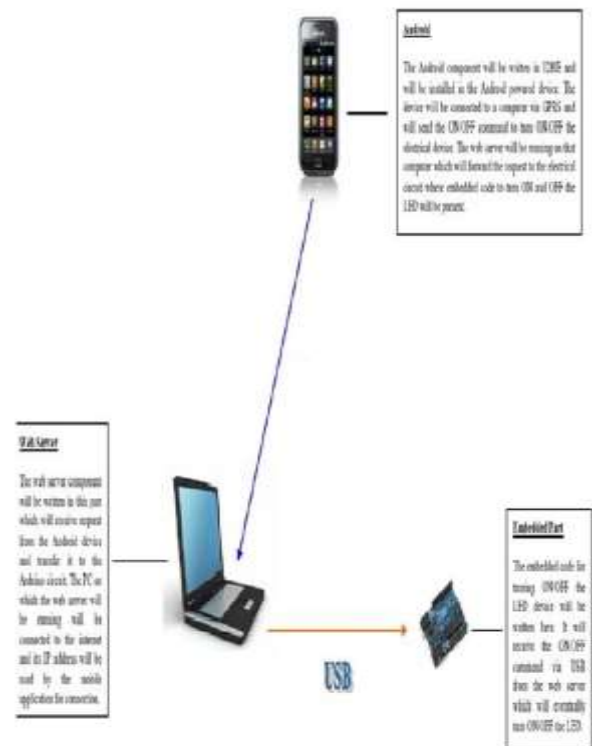 Android
The Android component will be written in J2ME and
will be installed in the Android powered device. The
device will be connected to a computer via GPRS and
will send the ON/OFF command to turn ON/OFF the
electrical device. The web server will be running on that
computer which will forward the request to the electrical
circuit where embedded code to turn ON and OFF the
LED will be present.
Web Server
The web server component
will be written in this part
which will receive request
from the Android device
and transfer it to the
Arduino circuit. The PC on
which the web server will
be running will be
connected to the internet
and its IP address will be
used by the mobile
application for connection.
Embedded Part
The embedded code for
turning ON/OFF the
LED device will be
written here. It will
receive the ON/OFF
command via USB
from the web server
which will eventually
turn ON/OFF the LED.
USB